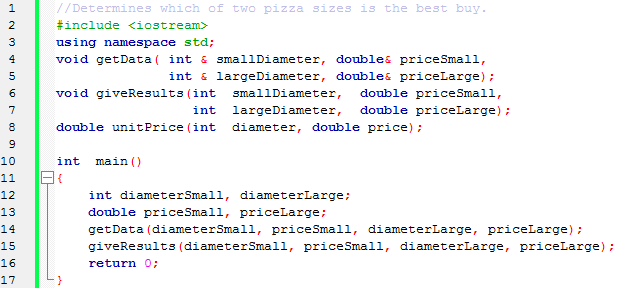 1 //Determines which of two pizza sizes is the best buy.
2 #include <iostream>
3 using namespace std;
4 void getData( int & smallDiameter, double& priceSmall,
5 int & largeDiameter, double& priceLarge);
6 void giveResults(int smallDiameter, double priceSmall,
7 int largeDiameter, double priceLarge);
8 double unitPrice(int diameter, double price);
9
10 int main()
11 {
12 int diameterSmall, diameterLarge;
13 double priceSmall, priceLarge;
14 getData(diameterSmall, priceSmall, diameterLarge, priceLarge);
15 giveResults(diameterSmall, priceSmall, diameterLarge, priceLarge);
16 return 0;
17 }